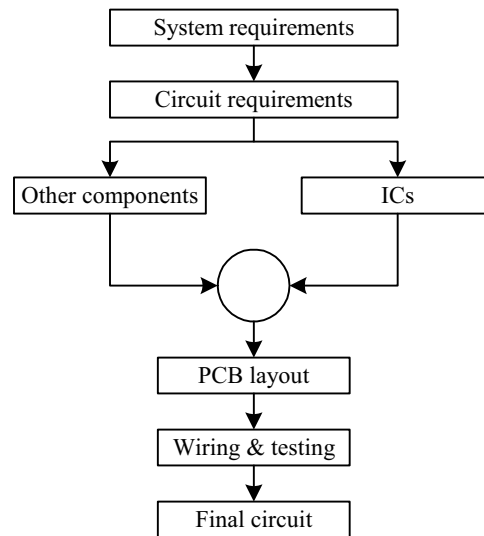 System requirements
Circuit requirements
Other components
ICs
PCB layout
Wiring & testing
Final circuit